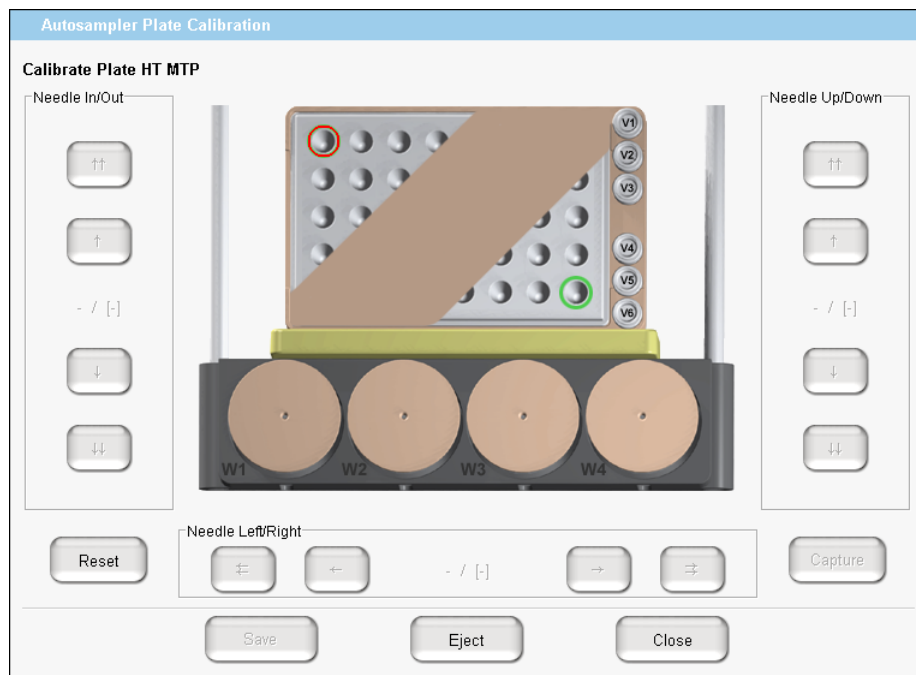 Autosampler Plate Calibration
Calibrate Plate HT MTP
Needle In/Out
↑↑
↑
- / [-]
↓
↓↓
V1
V2
V3
V4
V5
V6
W1 W2 W3 W4
Needle Up/Down
↑↑
↑
- / [-]
↓
↓↓
Reset
Needle Left/Right
⇇ ← - / [-] → ⇉
Capture
Save Eject Close